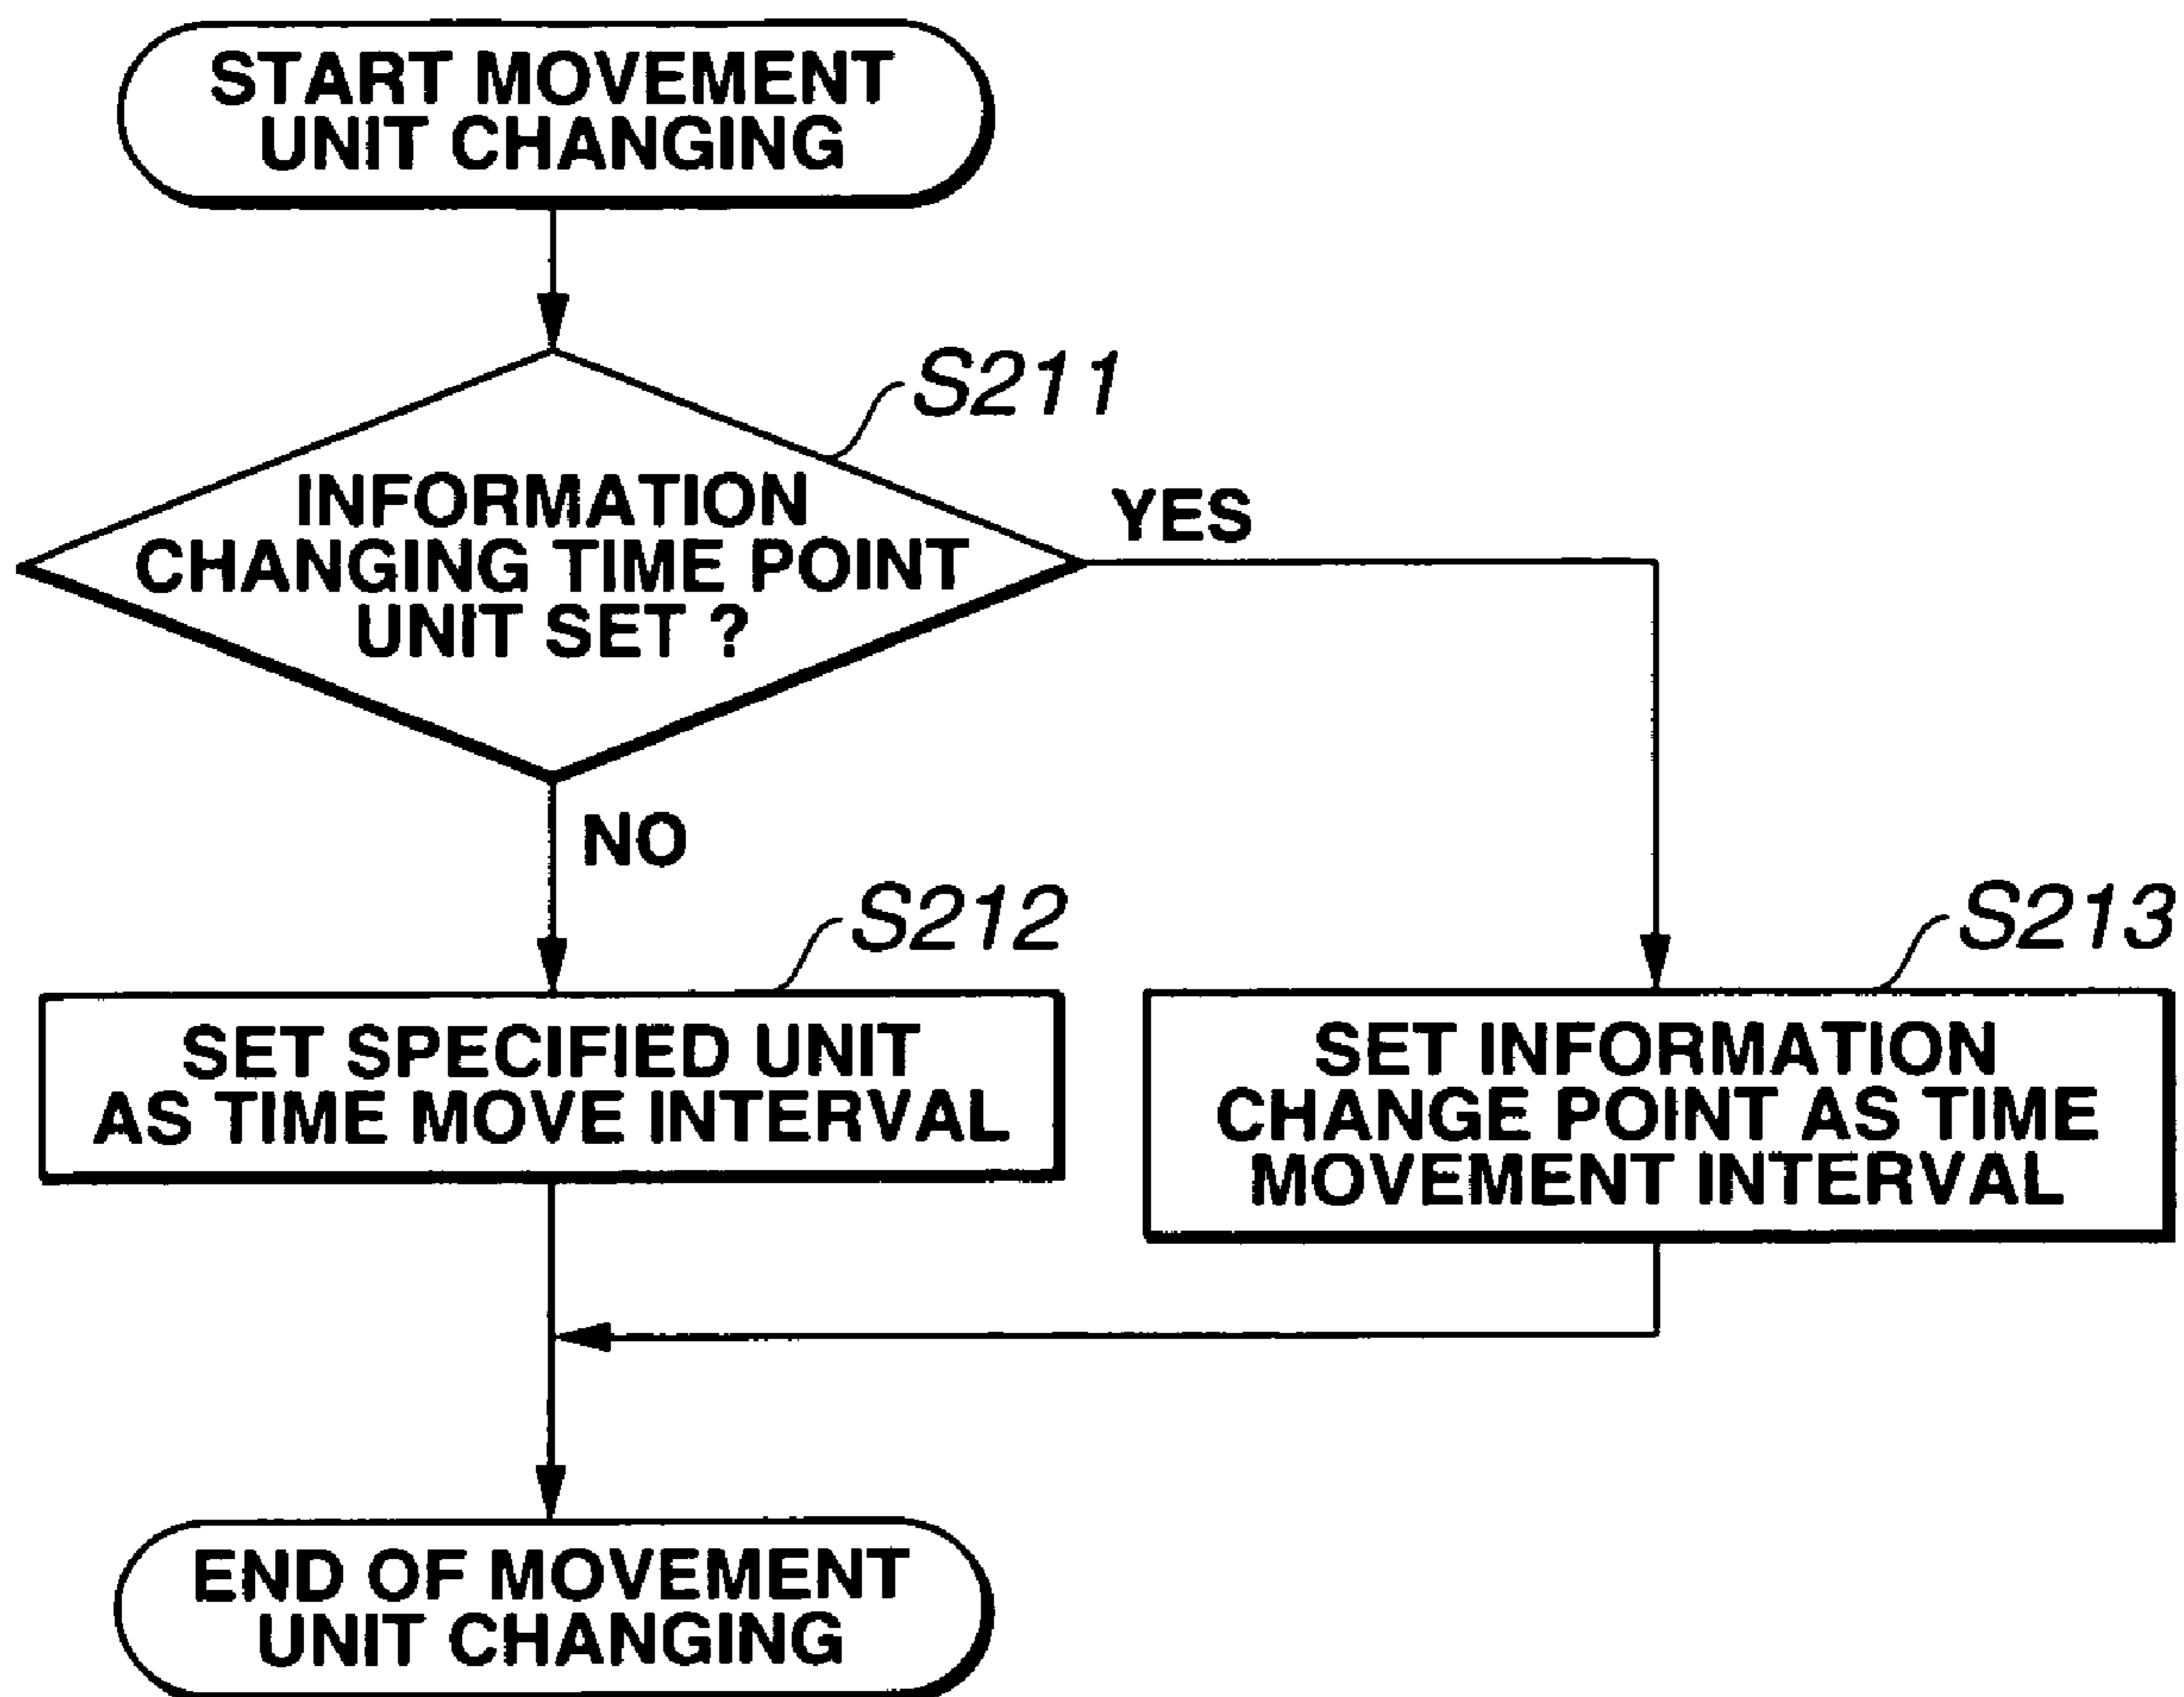 START MOVEMENT
UNIT CHANGING
S211
INFORMATION
CHANGING TIME POINT
UNIT SET ?
YES
NO
S212
SET SPECIFIED UNIT
AS TIME MOVE INTERVAL
S213
SET INFORMATION
CHANGE POINT AS TIME
MOVEMENT INTERVAL
END OF MOVEMENT
UNIT CHANGING